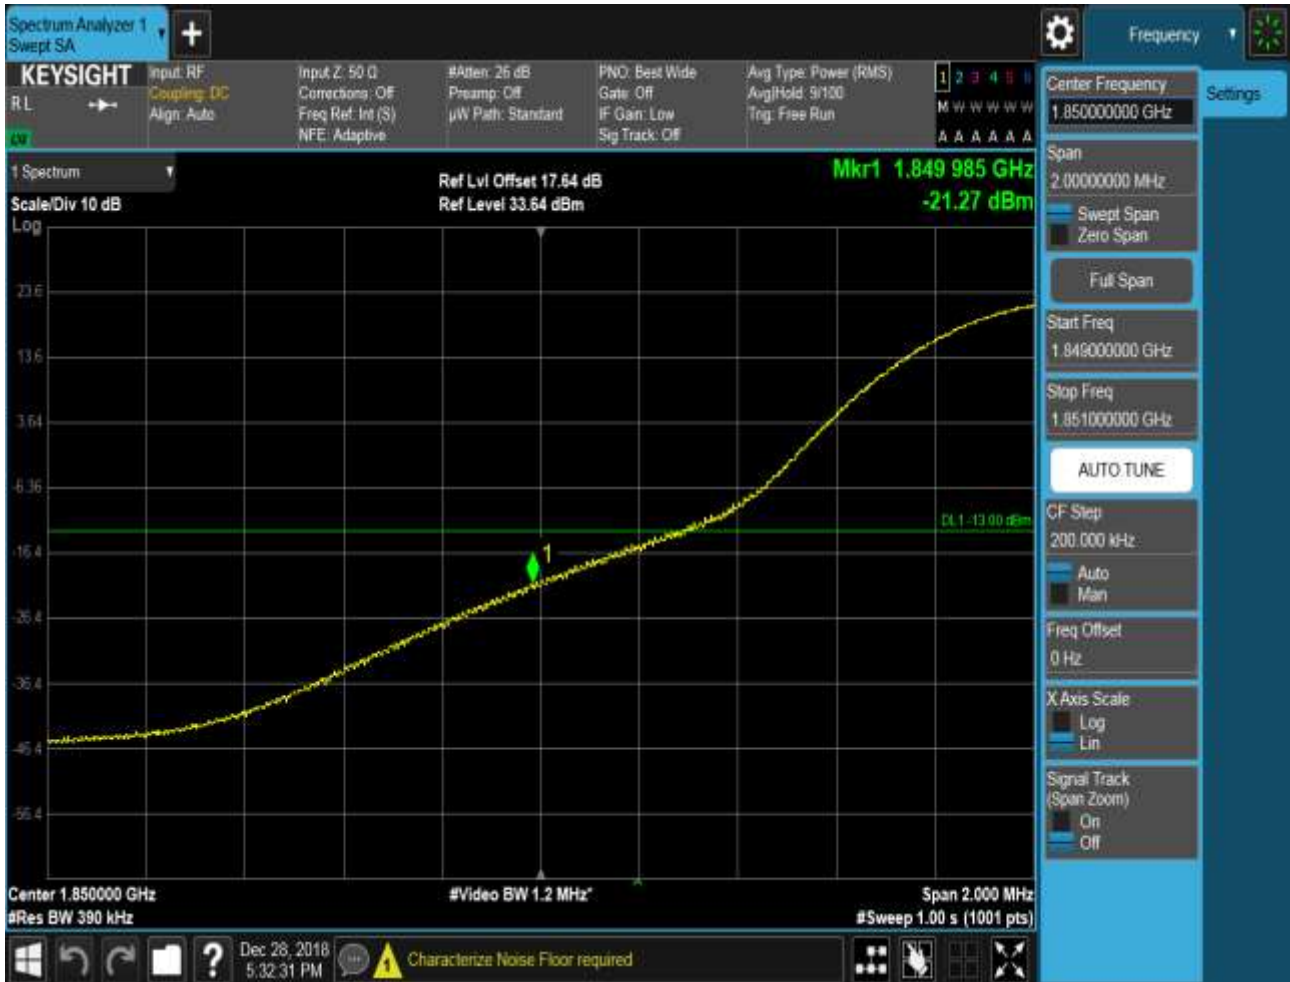 Spectrum Analyzer 1
Swept SA
+
Frequency
KEYSIGHT
RL
Input: RF
Coupling: DC
Align: Auto
Input Z: 50 Ω
Corrections: Off
Freq Ref: Int (S)
NFE: Adaptive
#Atten: 26 dB
Preamp: Off
µW Path: Standard
PNO: Best Wide
Gate: Off
IF Gain: Low
Sig Track: Off
Avg Type: Power (RMS)
Avg|Hold: 9/100
Trig: Free Run
1 2 3 4 5 6
M W W W W W
A A A A A A
1 Spectrum
Scale/Div 10 dB
Log
Ref Lvl Offset 17.64 dB
Ref Level 33.64 dBm
Mkr1 1.849 985 GHz
-21.27 dBm
23.6
13.6
3.64
-6.36
-16.4
-26.4
-36.4
-46.4
-56.4
DL1 -13.00 dBm
1
Center 1.850000 GHz
#Res BW 390 kHz
#Video BW 1.2 MHz*
Span 2.000 MHz
#Sweep 1.00 s (1001 pts)
Center Frequency
1.850000000 GHz
Settings
Span
2.00000000 MHz
Swept Span
Zero Span
Full Span
Start Freq
1.849000000 GHz
Stop Freq
1.851000000 GHz
AUTO TUNE
CF Step
200.000 kHz
Auto
Man
Freq Offset
0 Hz
X Axis Scale
Log
Lin
Signal Track
(Span Zoom)
On
Off
?
Dec 28, 2018
5:32:31 PM
1
Characterize Noise Floor required